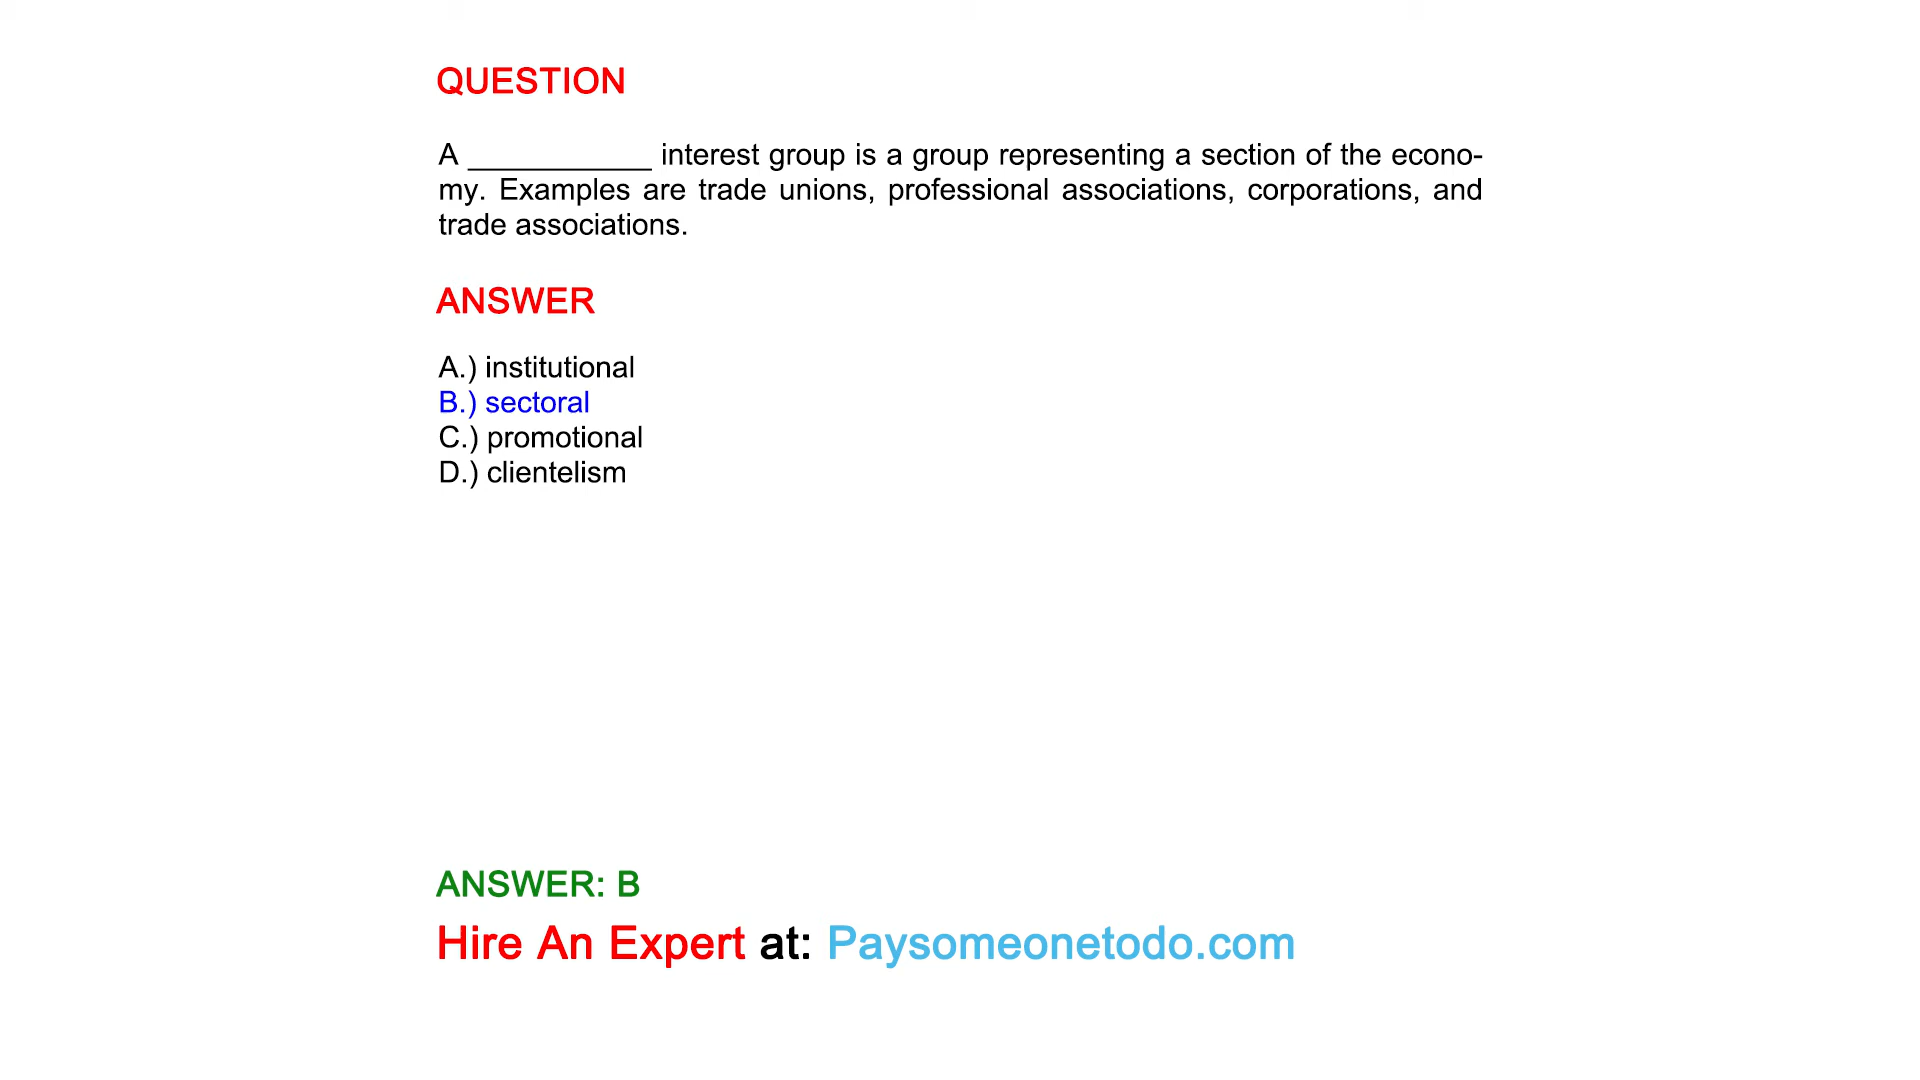 QUESTION
A ___________ interest group is a group representing a section of the econo-
my. Examples are trade unions, professional associations, corporations, and
trade associations.
ANSWER
A.) institutional
B.) sectoral
C.) promotional
D.) clientelism
ANSWER: B
Hire An Expert at: Paysomeonetodo.com